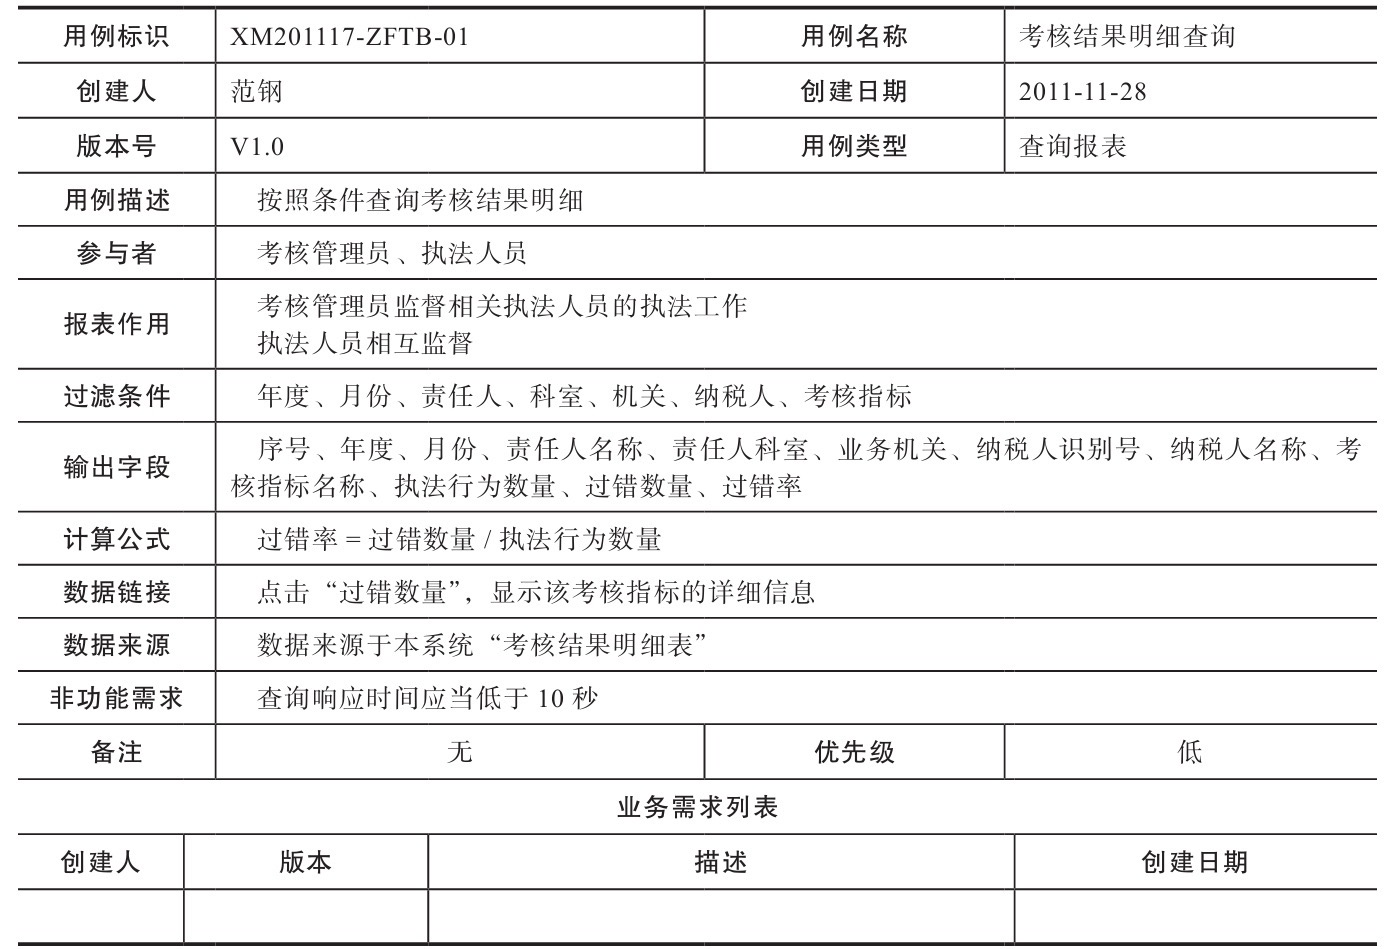 用例标识 XM201117-ZFTB-01 用例名称 考核结果明细查询
创建人 范钢 创建日期 2011-11-28
版本号 V1.0 用例类型 查询报表
用例描述 按照条件查询考核结果明细
参与者 考核管理员、执法人员
报表作用 考核管理员监督相关执法人员的执法工作
执法人员相互监督
过滤条件 年度、月份、责任人、科室、机关、纳税人、考核指标
输出字段 序号、年度、月份、责任人名称、责任人科室、业务机关、纳税人识别号、纳税人名称、考
核指标名称、执法行为数量、过错数量、过错率
计算公式 过错率 = 过错数量 / 执法行为数量
数据链接 点击“过错数量”，显示该考核指标的详细信息
数据来源 数据来源于本系统“考核结果明细表”
非功能需求 查询响应时间应当低于 10 秒
备注 无 优先级 低
业务需求列表
创建人 版本 描述 创建日期